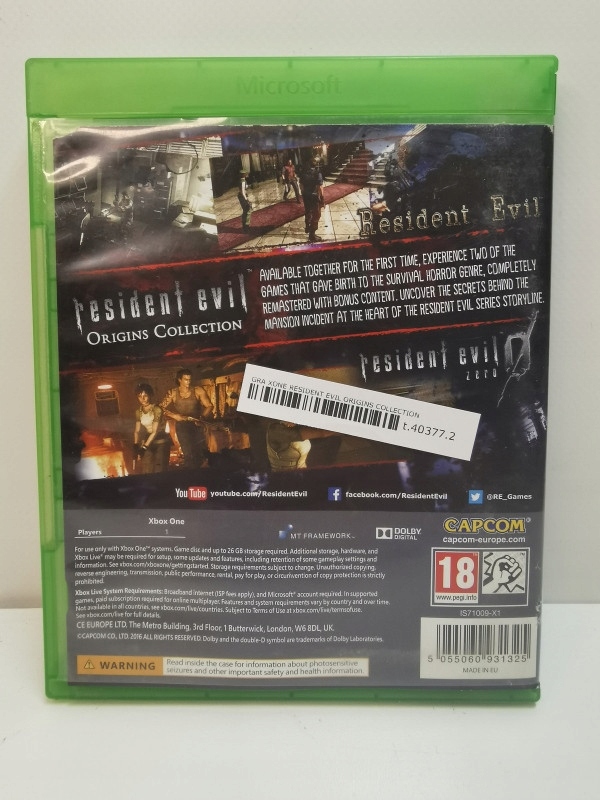 Microsoft
Resident Evil
AVAILABLE TOGETHER FOR THE FIRST TIME, EXPERIENCE TWO OF THE
GAMES THAT GAVE BIRTH TO THE SURVIVAL HORROR GENRE, COMPLETELY
REMASTERED WITH BONUS CONTENT. UNCOVER THE SECRETS BEHIND THE
MANSION INCIDENT AT THE HEART OF THE RESIDENT EVIL SERIES STORYLINE.
resident evil
ORIGINS COLLECTION
resident evil 0
zero
GRA XONE RESIDENT EVIL ORIGINS COLLECTION
t.40377.2
You Tube youtube.com/ResidentEvil
f facebook.com/ResidentEvil
@RE_Games
Xbox One
Players 1
MT FRAMEWORK
DOLBY
DIGITAL
CAPCOM
capcom-europe.com
For use only with Xbox One™ systems. Game disc and up to 26 GB storage required. Additional storage, hardware, and
Xbox Live® may be required for setup, some updates and features, including retention of some gameplay settings and
information. See xbox.com/xboxone/gettingstarted. Storage requirements subject to change. Unauthorized copying,
reverse engineering, transmission, public performance, rental, pay for play, or circumvention of copy protection is strictly
prohibited.
Xbox Live System Requirements: Broadband internet (ISP fees apply), and Microsoft® account required. In supported
games, paid subscription required for online multiplayer. Features and system requirements vary by country and over time.
Not available in all countries, see xbox.com/live/countries. Subject to Terms of Use at xbox.com/live/termsofuse.
See xbox.com/live for full details.
CE EUROPE LTD. The Metro Building, 3rd Floor, 1 Butterwick, London, W6 8DL, UK.
©CAPCOM CO., LTD. 2016 ALL RIGHTS RESERVED. Dolby and the double-D symbol are trademarks of Dolby Laboratories.
18
www.pegi.info
IS71009-X1
5 055060 931325
MADE IN EU
WARNING
Read inside the case for information about photosensitive
seizures and other important safety and health information.